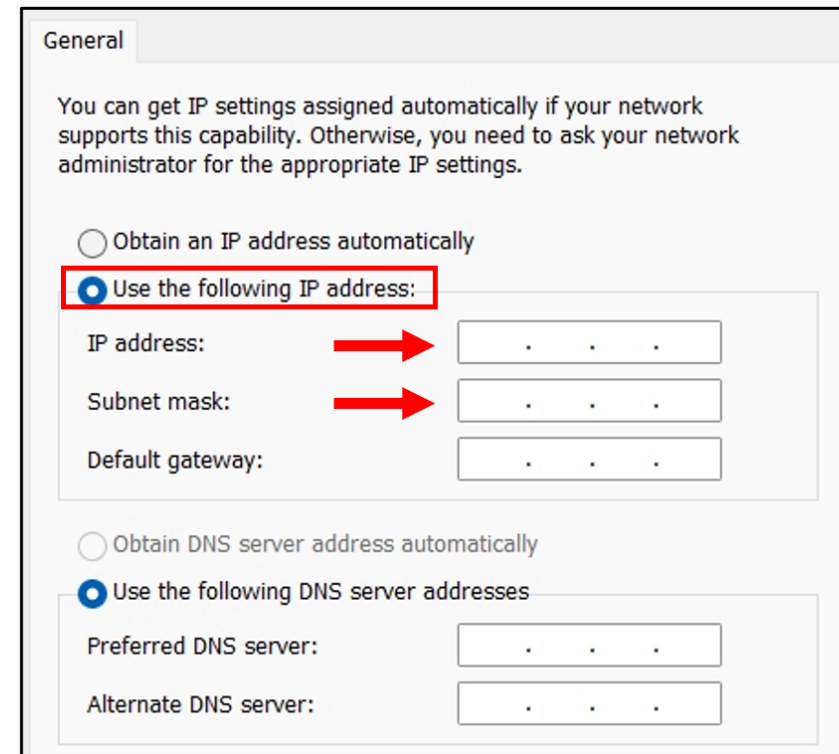 General
You can get IP settings assigned automatically if your network
supports this capability. Otherwise, you need to ask your network
administrator for the appropriate IP settings.
Obtain an IP address automatically
Use the following IP address:
IP address: . . .
Subnet mask: . . .
Default gateway: . . .
Obtain DNS server address automatically
Use the following DNS server addresses
Preferred DNS server: . . .
Alternate DNS server: . . .